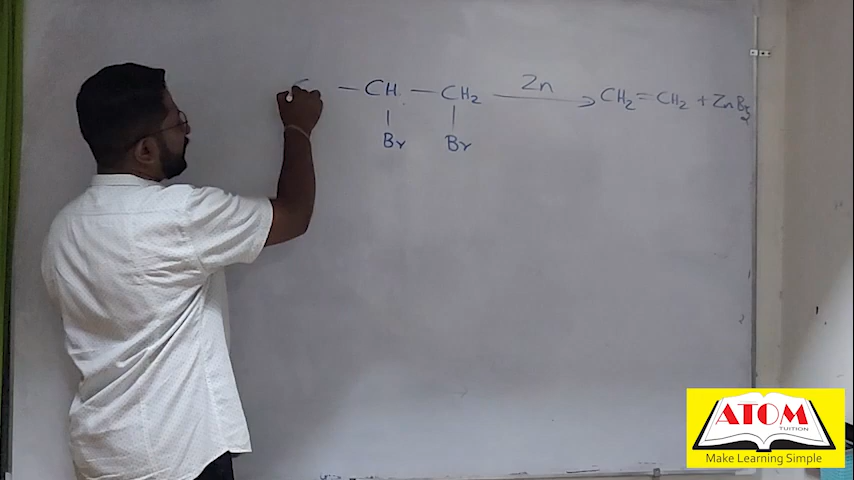 — CH — CH₂ Zn → CH₂ = CH₂ + ZnBr₂
Br Br
ATOM
TUITION
Make Learning Simple